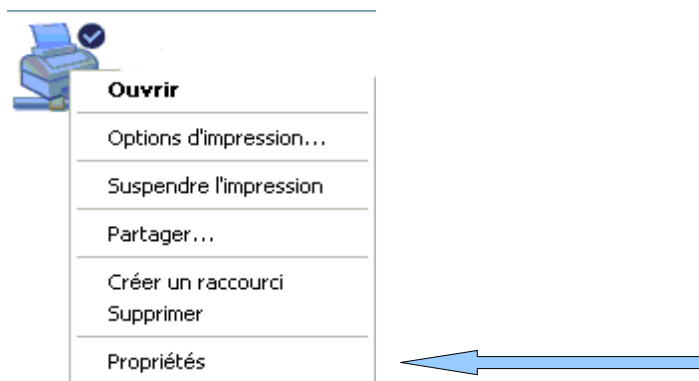 Ouvrir
Options d'impression...
Suspendre l'impression
Partager...
Créer un raccourci
Supprimer
Propriétés